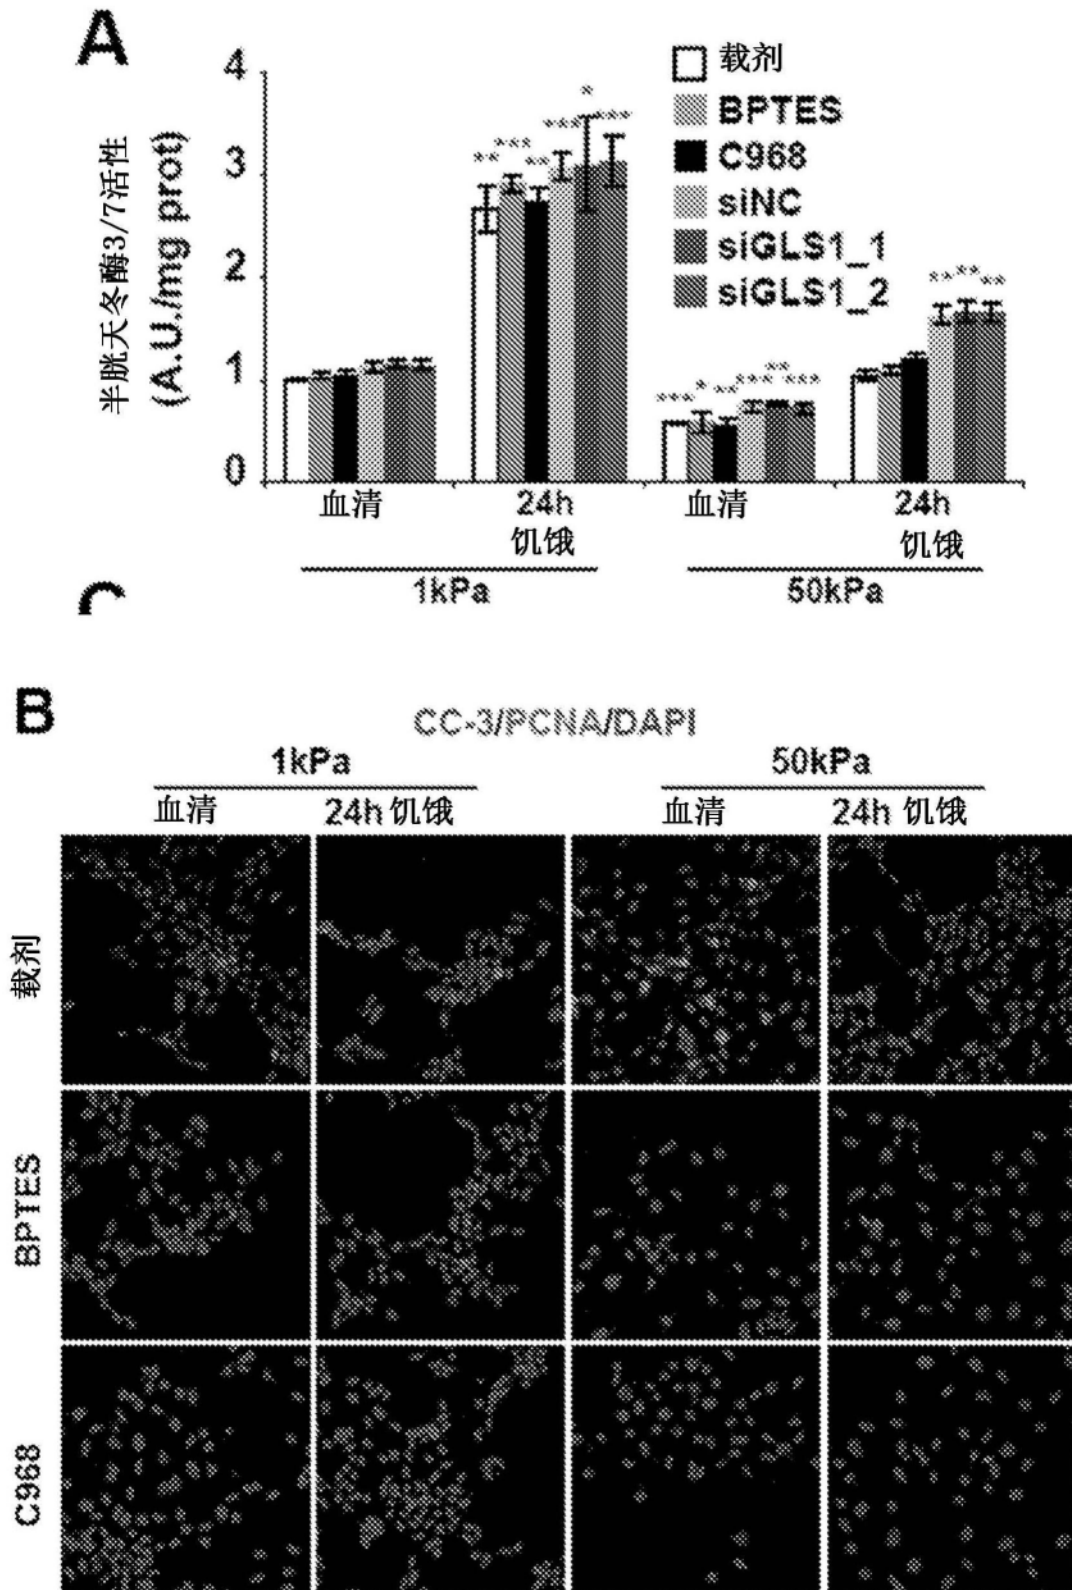 A
半胱天冬酶3/7活性
(A.U./mg prot)
4
3
2
1
0
载剂
BPTES
C968
siNC
siGLS1_1
siGLS1_2
** *** ** *** * ***
*** * ** *** ** ***
** ** **
血清
24h
饥饿
血清
24h
饥饿
1kPa
50kPa
B
CC-3/PCNA/DAPI
1kPa
50kPa
血清
24h 饥饿
血清
24h 饥饿
载剂
BPTES
C968